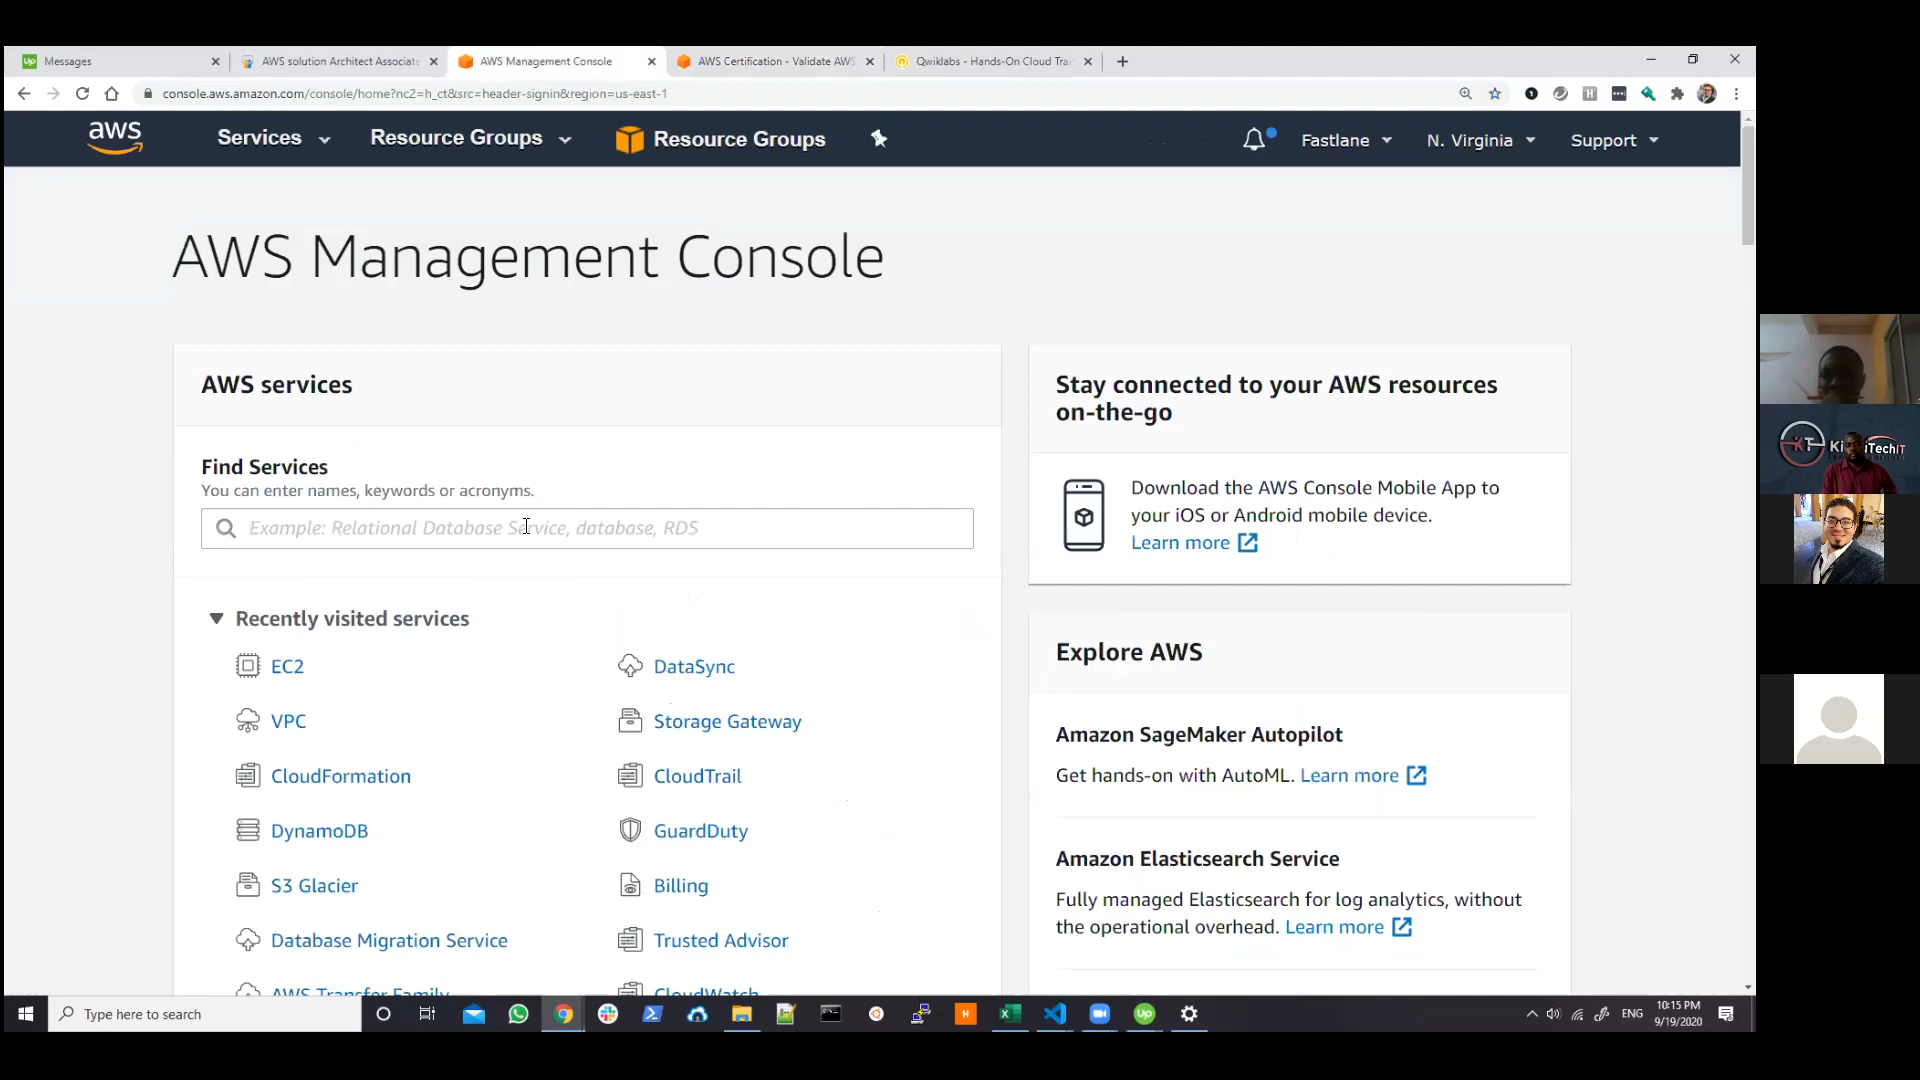 Messages
AWS solution Architect Associat
AWS Management Console
AWS Certification - Validate AWS
Qwiklabs - Hands-On Cloud Trai
console.aws.amazon.com/console/home?nc2=h_ct&src=header-signin&region=us-east-1
aws
Services
Resource Groups
Resource Groups
Fastlane
N. Virginia
Support
AWS Management Console
AWS services
Find Services
You can enter names, keywords or acronyms.
Example: Relational Database Service, database, RDS
Recently visited services
EC2
DataSync
VPC
Storage Gateway
CloudFormation
CloudTrail
DynamoDB
GuardDuty
S3 Glacier
Billing
Database Migration Service
Trusted Advisor
AWS Transfer Family
CloudWatch
Stay connected to your AWS resources
on-the-go
Download the AWS Console Mobile App to
your iOS or Android mobile device.
Learn more
Explore AWS
Amazon SageMaker Autopilot
Get hands-on with AutoML. Learn more
Amazon Elasticsearch Service
Fully managed Elasticsearch for log analytics, without
the operational overhead. Learn more
Type here to search
ENG
10:15 PM
9/19/2020